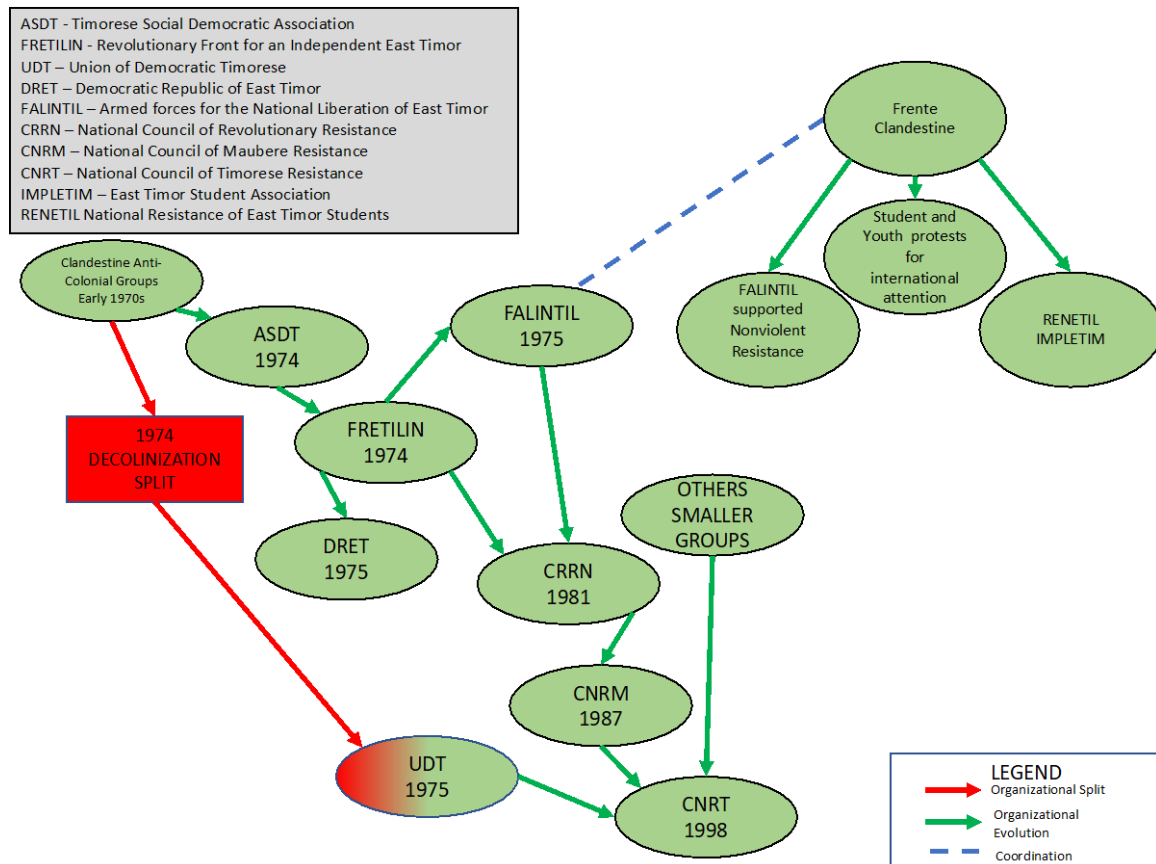 ASDT - Timorese Social Democratic Association
FRETILIN - Revolutionary Front for an Independent East Timor
UDT – Union of Democratic Timorese
DRET – Democratic Republic of East Timor
FALINTIL – Armed forces for the National Liberation of East Timor
CRRN – National Council of Revolutionary Resistance
CNRM – National Council of Maubere Resistance
CNRT – National Council of Timorese Resistance
IMPLETIM – East Timor Student Association
RENETIL National Resistance of East Timor Students
Frente
Clandestine
Student and
Youth protests
for
international
attention
FALINTIL
supported
Nonviolent
Resistance
RENETIL
IMPLETIM
Clandestine Anti-
Colonial Groups
Early 1970s
ASDT
1974
FALINTIL
1975
1974
DECOLINIZATION
SPLIT
FRETILIN
1974
DRET
1975
OTHERS
SMALLER
GROUPS
CRRN
1981
CNRM
1987
UDT
1975
CNRT
1998
LEGEND
Organizational Split
Organizational
Evolution
Coordination